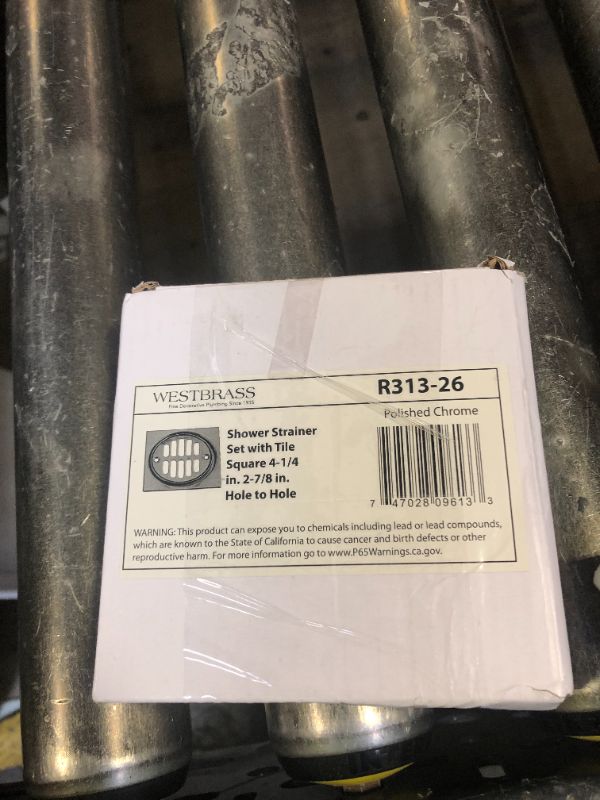 WESTBRASS
Fine Decorative Plumbing Since 1935
R313-26
Polished Chrome
Shower Strainer
Set with Tile
Square 4-1/4
in. 2-7/8 in.
Hole to Hole
7 47028 09613 3
WARNING: This product can expose you to chemicals including lead or lead compounds,
which are known to the State of California to cause cancer and birth defects or other
reproductive harm. For more information go to www.P65Warnings.ca.gov.